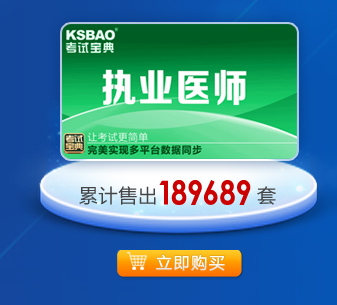 KSBAO®
考试宝典
执业医师
考试
宝典
让考试更简单
完美实现多平台数据同步
累计售出189689套
立即购买